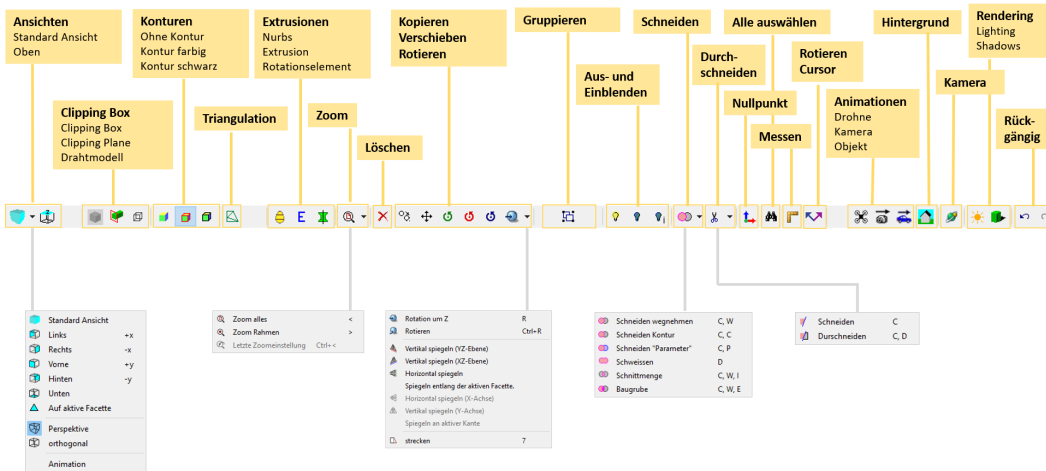 Ansichten
Standard Ansicht
Oben
Konturen
Ohne Kontur
Kontur farbig
Kontur schwarz
Extrusionen
Nurbs
Extrusion
Rotationselement
Kopieren
Verschieben
Rotieren
Gruppieren
Schneiden
Alle auswählen
Hintergrund
Rendering
Lighting
Shadows
Clipping Box
Clipping Box
Clipping Plane
Drahtmodell
Triangulation
Zoom
Löschen
Aus- und
Einblenden
Durch-
schneiden
Nullpunkt
Messen
Rotieren
Cursor
Animationen
Drohne
Kamera
Objekt
Kamera
Rück-
gängig
E
Standard Ansicht
Links +x
Rechts -x
Vorne +y
Hinten -y
Unten
Auf aktive Facette
Perspektive
orthogonal
Animation
Zoom alles <
Zoom Rahmen >
Letzte Zoomeinstellung Ctrl+<
Rotation um Z R
Rotieren Ctrl+R
Vertikal spiegeln (YZ-Ebene)
Vertikal spiegeln (XZ-Ebene)
Horizontal spiegeln
Spiegeln entlang der aktiven Facette.
Horizontal spiegeln (X-Achse)
Vertikal spiegeln (Y-Achse)
Spiegeln an aktiver Kante
strecken 7
Schneiden wegnehmen C, W
Schneiden Kontur C, C
Schneiden "Parameter" C, P
Schweissen D
Schnittmenge C, W, I
Baugrube C, W, E
Schneiden C
Durschneiden C, D